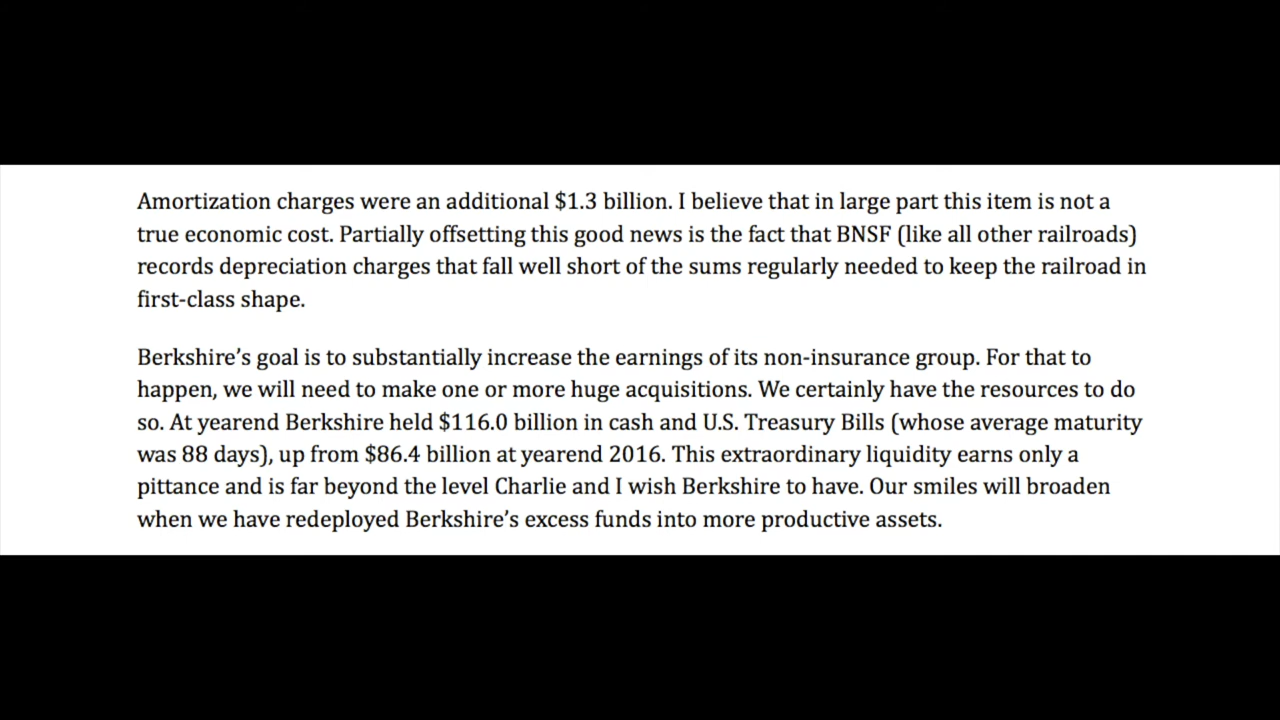 Amortization charges were an additional $1.3 billion. I believe that in large part this item is not a
true economic cost. Partially offsetting this good news is the fact that BNSF (like all other railroads)
records depreciation charges that fall well short of the sums regularly needed to keep the railroad in
first-class shape.
Berkshire’s goal is to substantially increase the earnings of its non-insurance group. For that to
happen, we will need to make one or more huge acquisitions. We certainly have the resources to do
so. At yearend Berkshire held $116.0 billion in cash and U.S. Treasury Bills (whose average maturity
was 88 days), up from $86.4 billion at yearend 2016. This extraordinary liquidity earns only a
pittance and is far beyond the level Charlie and I wish Berkshire to have. Our smiles will broaden
when we have redeployed Berkshire’s excess funds into more productive assets.